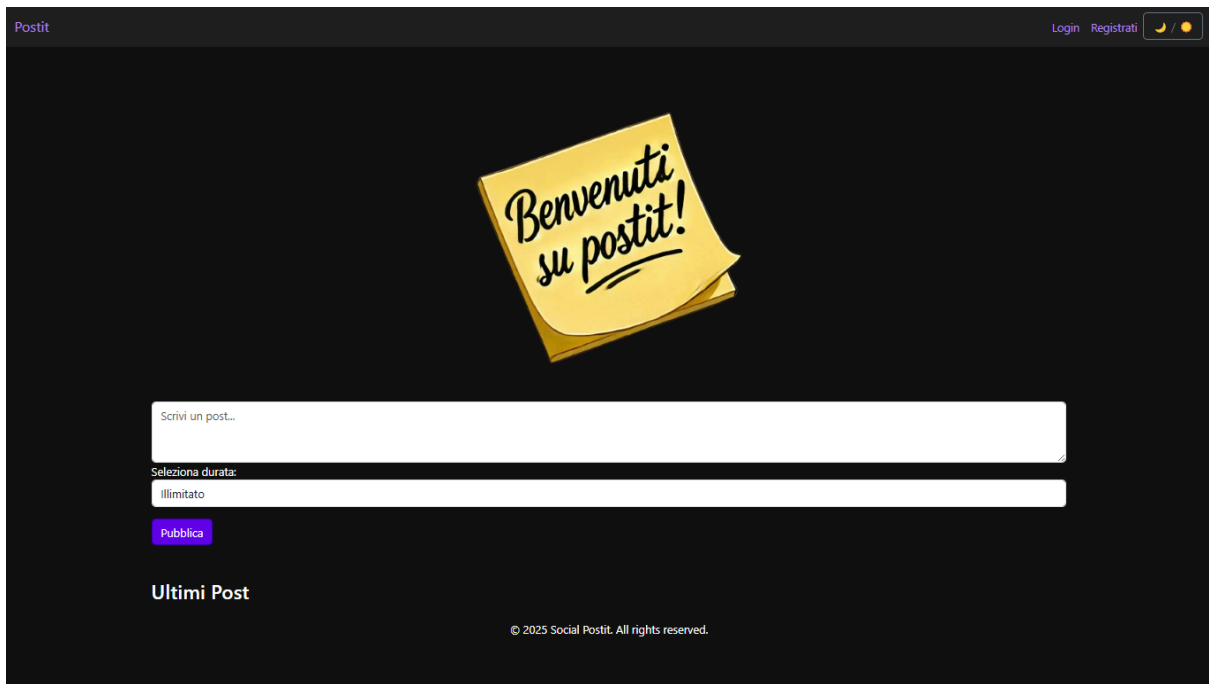 Postit
Login Registrati 🌙 / ☀️
Benvenuti
su postit!
Scrivi un post...
Seleziona durata:
Illimitato
Pubblica
Ultimi Post
© 2025 Social Postit. All rights reserved.